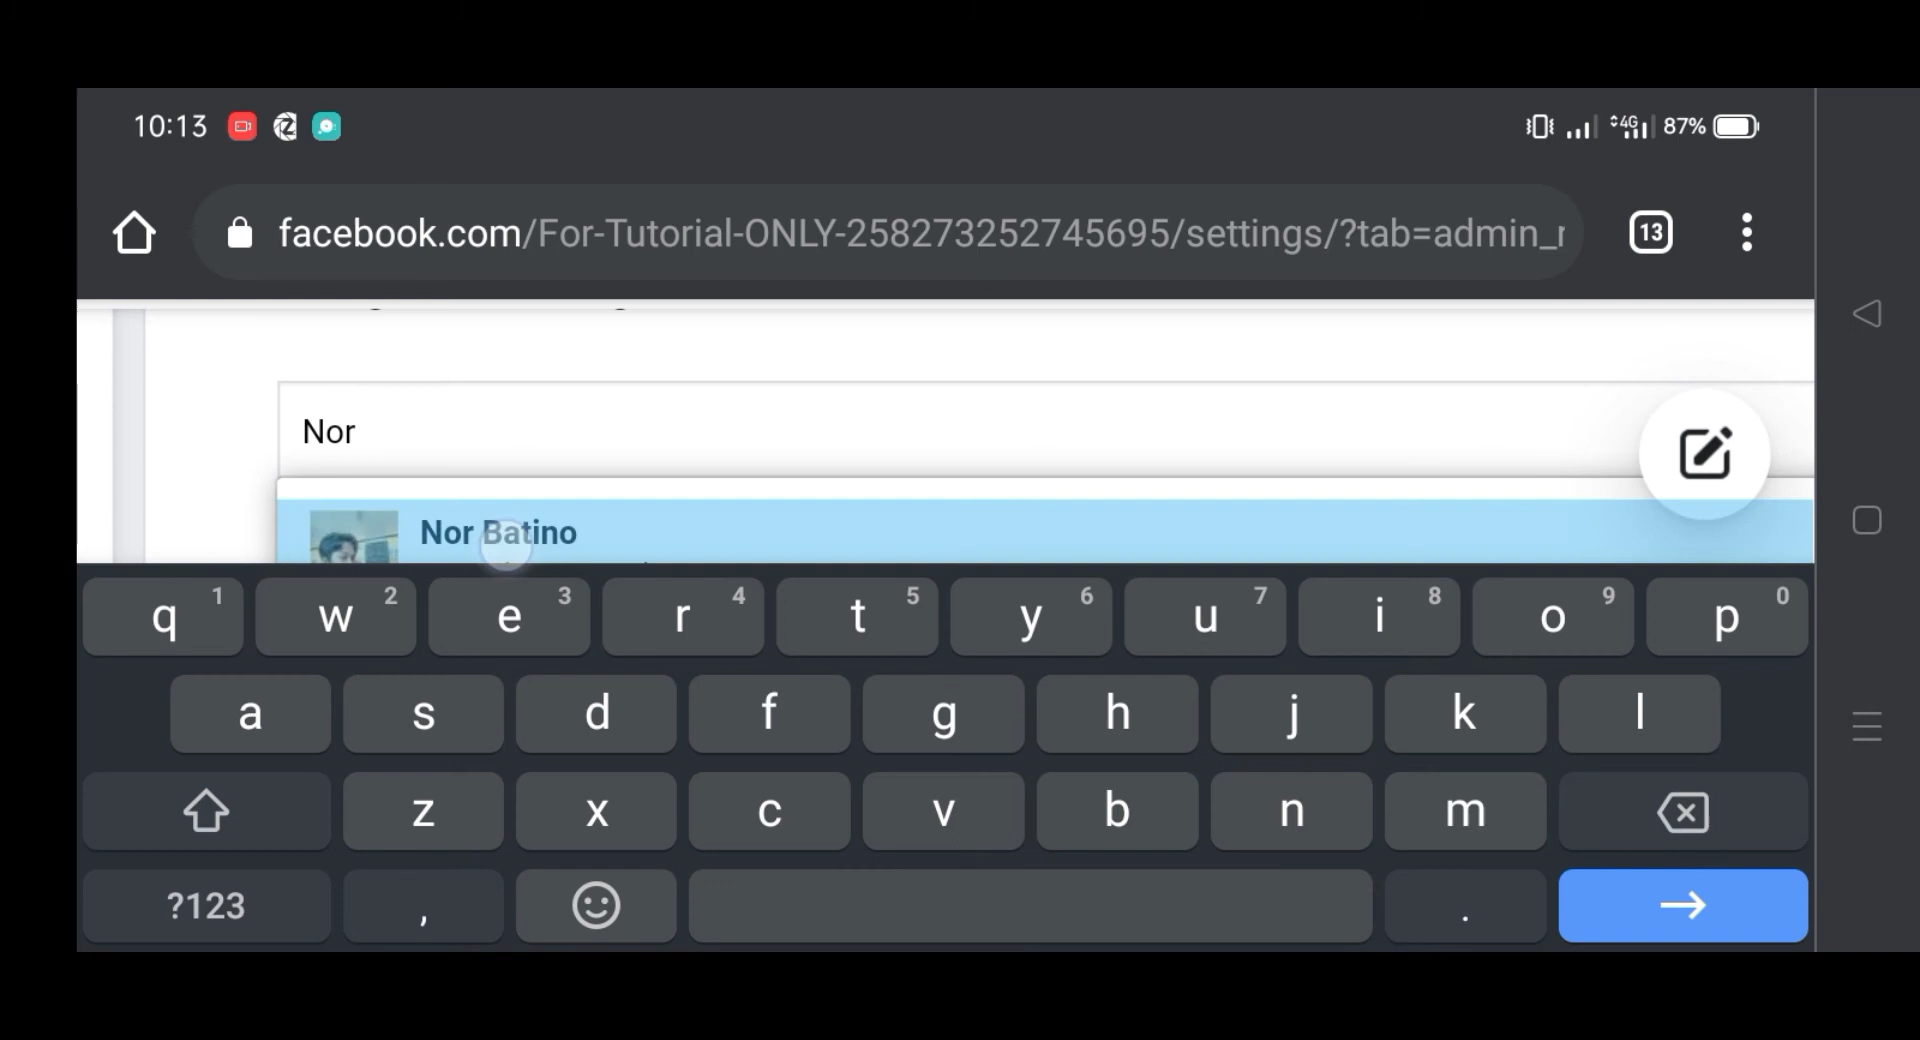 10:13
4G 87%
facebook.com/For-Tutorial-ONLY-258273252745695/settings/?tab=admin_r
13
Nor
Nor Batino
q 1 w 2 e 3 r 4 t 5 y 6 u 7 i 8 o 9 p 0
a s d f g h j k l
z x c v b n m
?123 , .